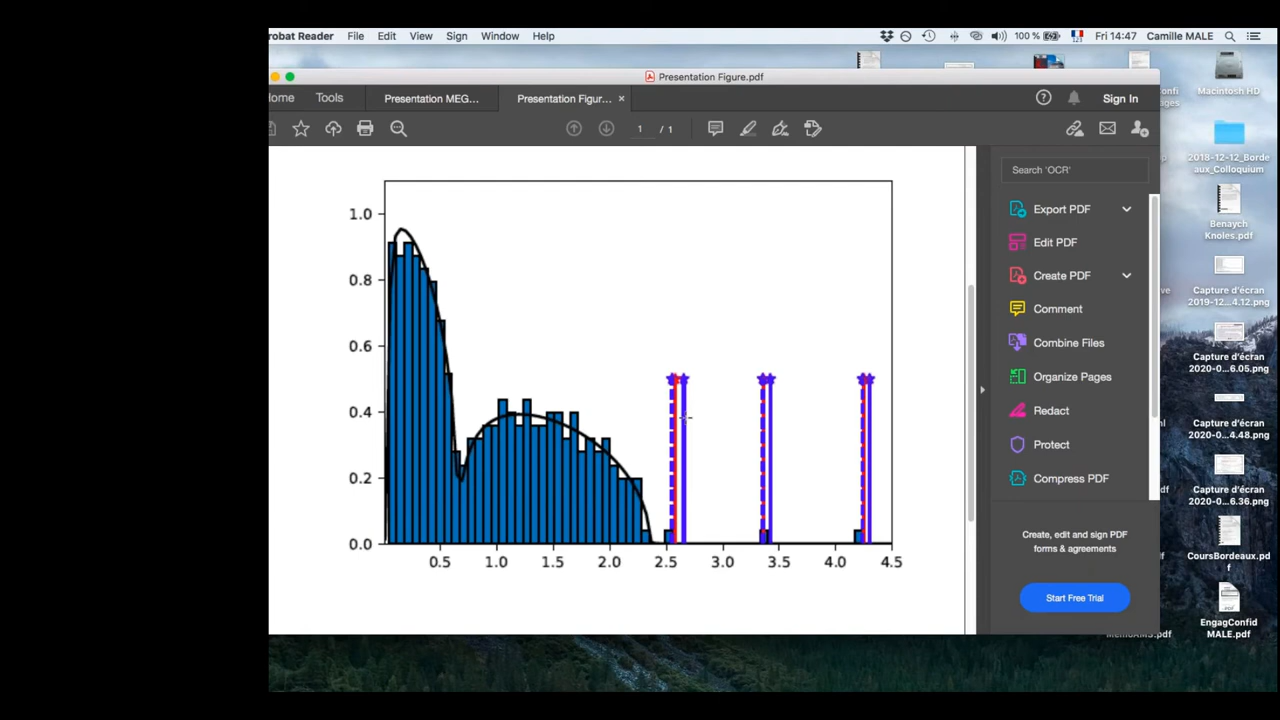 robat Reader File Edit View Sign Window Help 100 % Fri 14:47 Camille MALE
Presentation Figure.pdf
ome Tools Presentation MEG... Presentation Figur... ×
Sign In
1 / 1
1.0
0.8
0.6
0.4
0.2
0.0
0.5 1.0 1.5 2.0 2.5 3.0 3.5 4.0 4.5
Search 'OCR'
Export PDF
Edit PDF
Create PDF
Comment
Combine Files
Organize Pages
Redact
Protect
Compress PDF
Create, edit and sign PDF
forms & agreements
Start Free Trial
Macintosh HD
2018-12-12_Borde
aux_Colloquium
Benaych
Knoles.pdf
Capture d'écran
2019-12...4.12.png
Capture d'écran
2020-0...6.05.png
Capture d'écran
2020-0...4.48.png
Capture d'écran
2020-0...6.36.png
CoursBordeaux.pd
f
EngagConfid
MALE.pdf